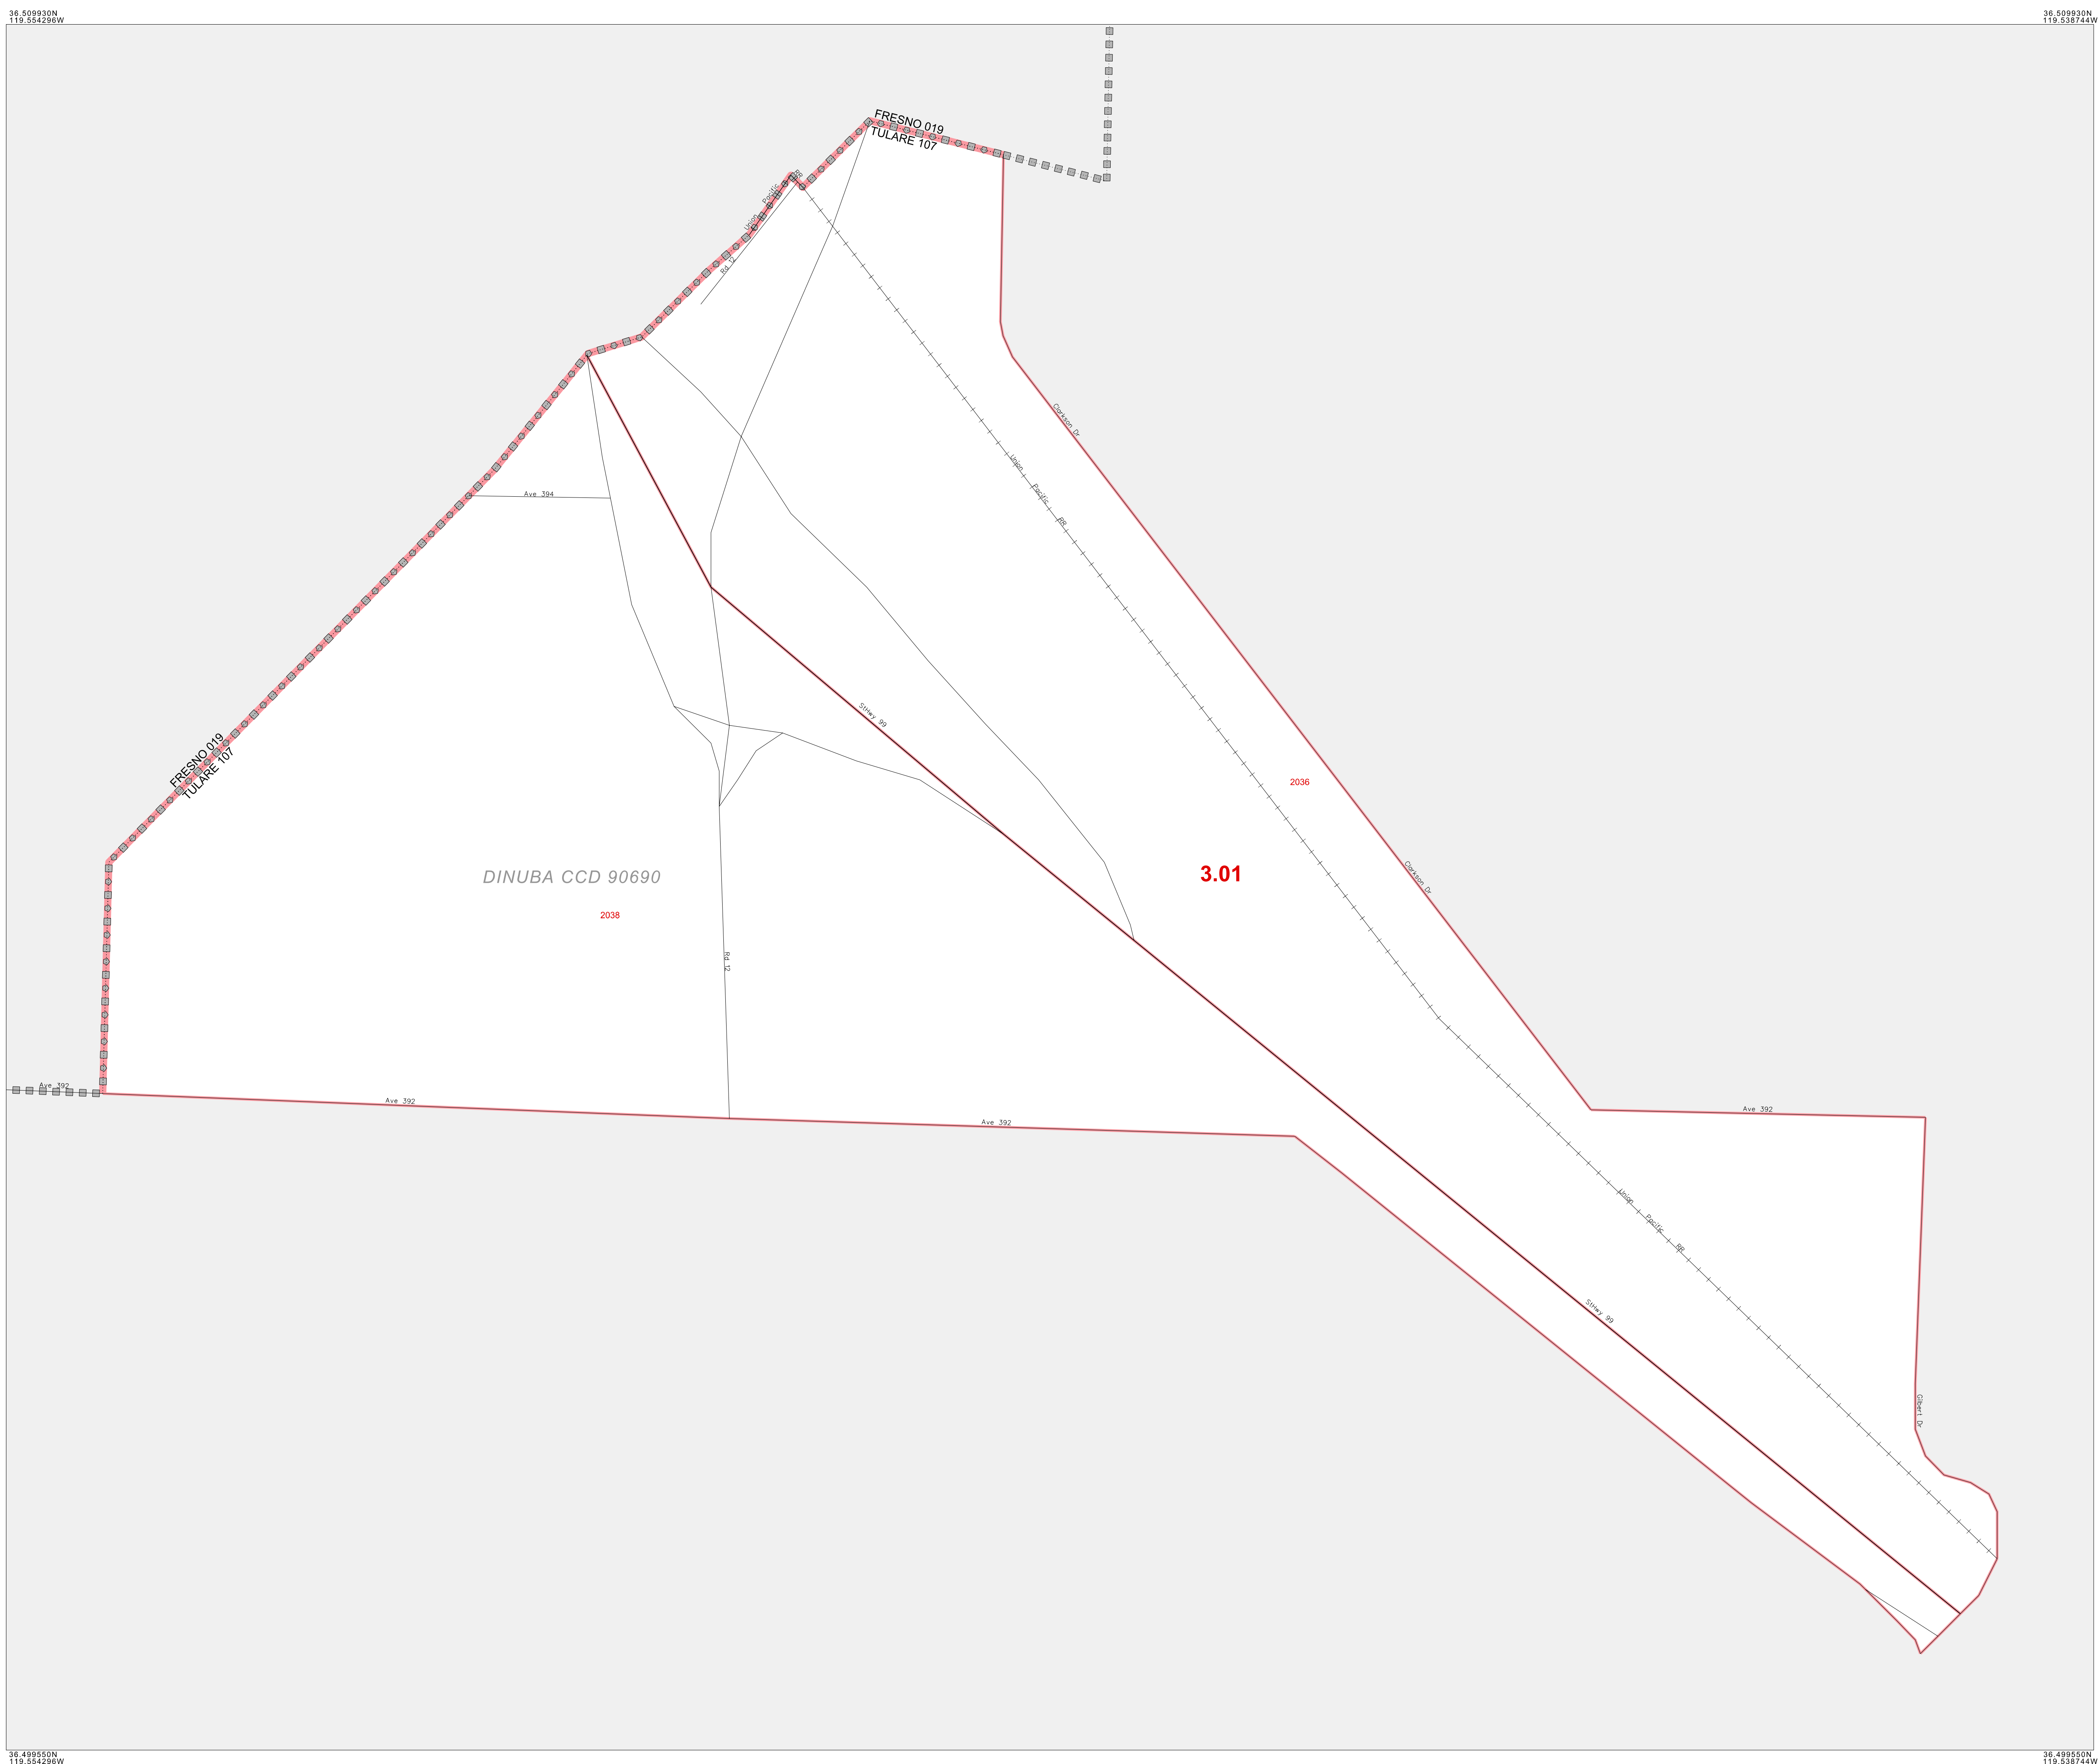 36.509930N
119.554296W
36.509930N
119.538744W
FRESNO 019
TULARE 107
Union Pacific RR
Rd 12
Clarkson Dr
Union Pacific RR
Ave 394
StHwy 99
FRESNO 019
TULARE 107
2036
3.01
Clarkson Dr
DINUBA CCD 90690
2038
Rd 12
Ave 392
Ave 392
Ave 392
Ave 392
Union Pacific RR
StHwy 99
Gilbert Dr
36.499550N
119.554296W
36.499550N
119.538744W